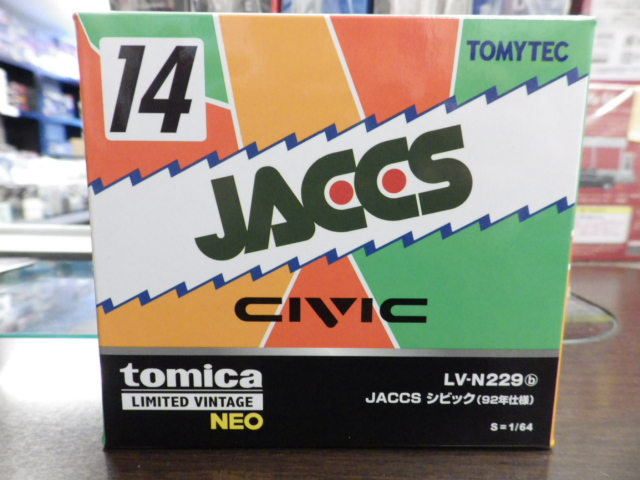 14
TOMYTEC
JACCS
CIVIC
tomica
LIMITED VINTAGE
NEO
LV-N229ⓑ
JACCS シビック(92年仕様)
S=1/64